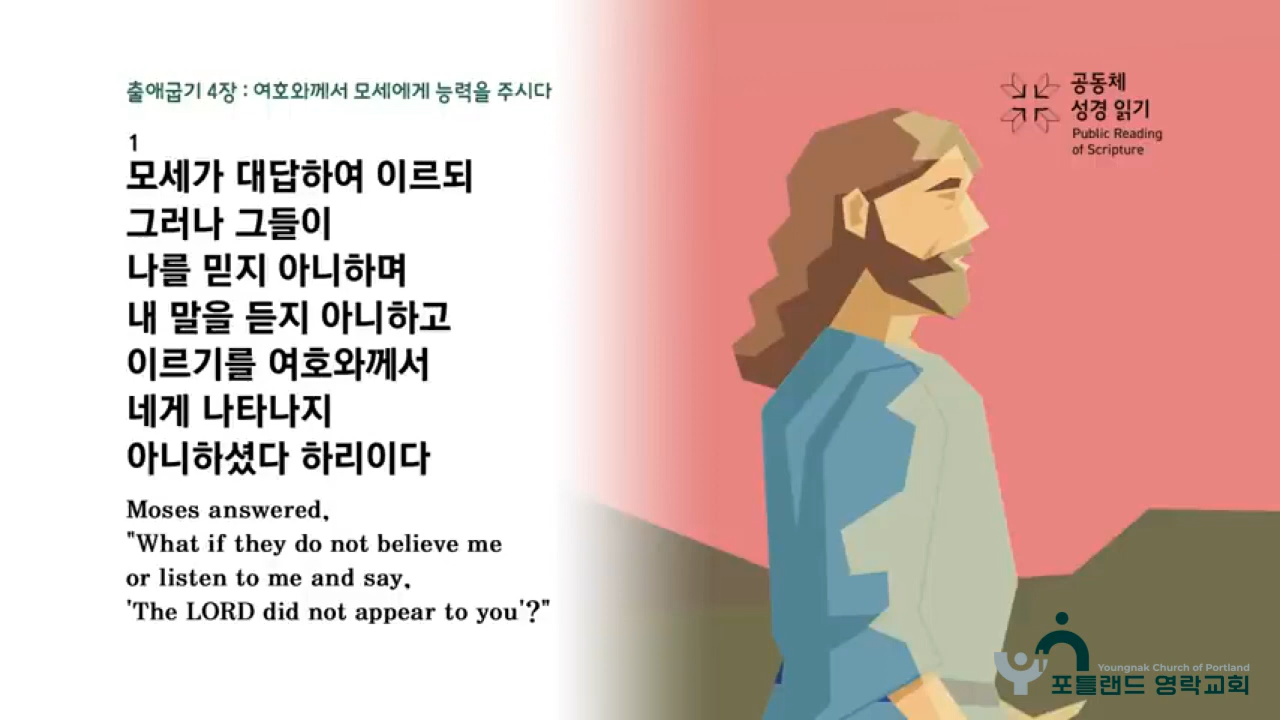 출애굽기 4장 : 여호와께서 모세에게 능력을 주시다
1
모세가 대답하여 이르되
그러나 그들이
나를 믿지 아니하며
내 말을 듣지 아니하고
이르기를 여호와께서
네게 나타나지
아니하셨다 하리이다
Moses answered,
"What if they do not believe me
or listen to me and say,
'The LORD did not appear to you'?"
공동체
성경 읽기
Public Reading
of Scripture
Youngnak Church of Portland
포틀랜드 영락교회